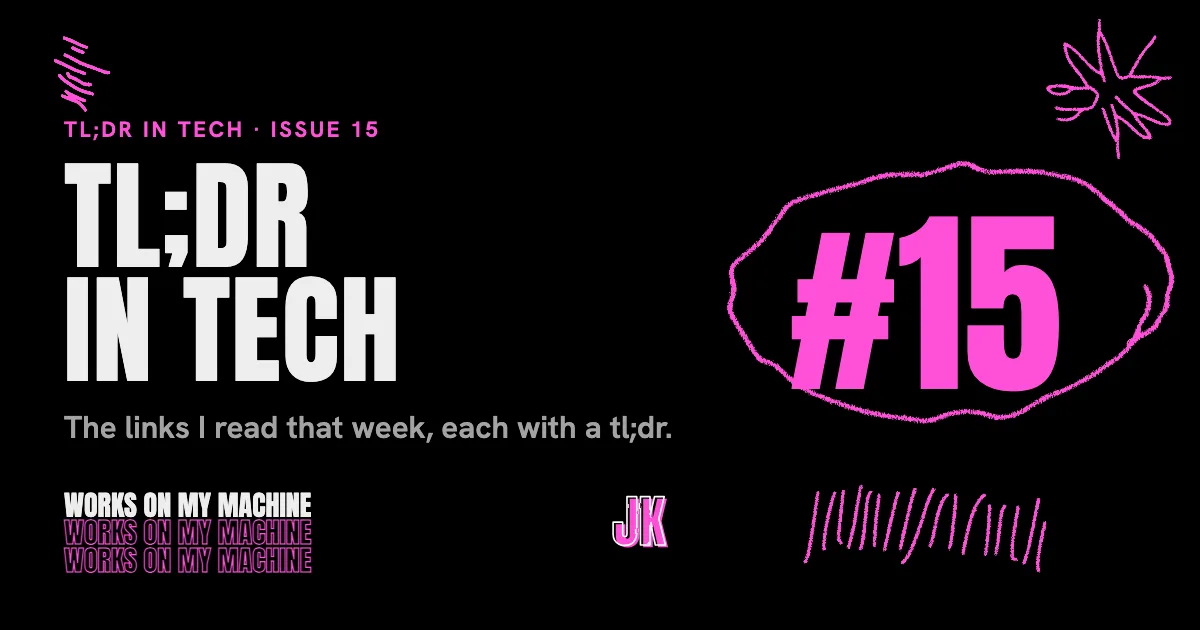 TL;DR IN TECH · ISSUE 15
TL;DR
IN TECH
#15
The links I read that week, each with a tl;dr.
WORKS ON MY MACHINE
WORKS ON MY MACHINE
WORKS ON MY MACHINE
JK